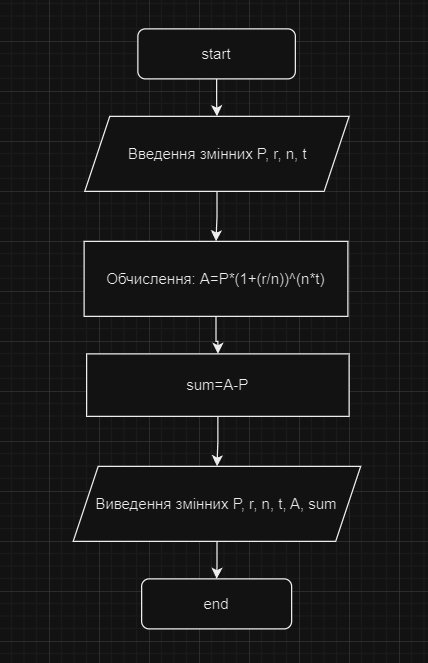 start
Введення змінних P, r, n, t
Обчислення: A=P*(1+(r/n))^(n*t)
sum=A-P
Виведення змінних P, r, n, t, A, sum
end